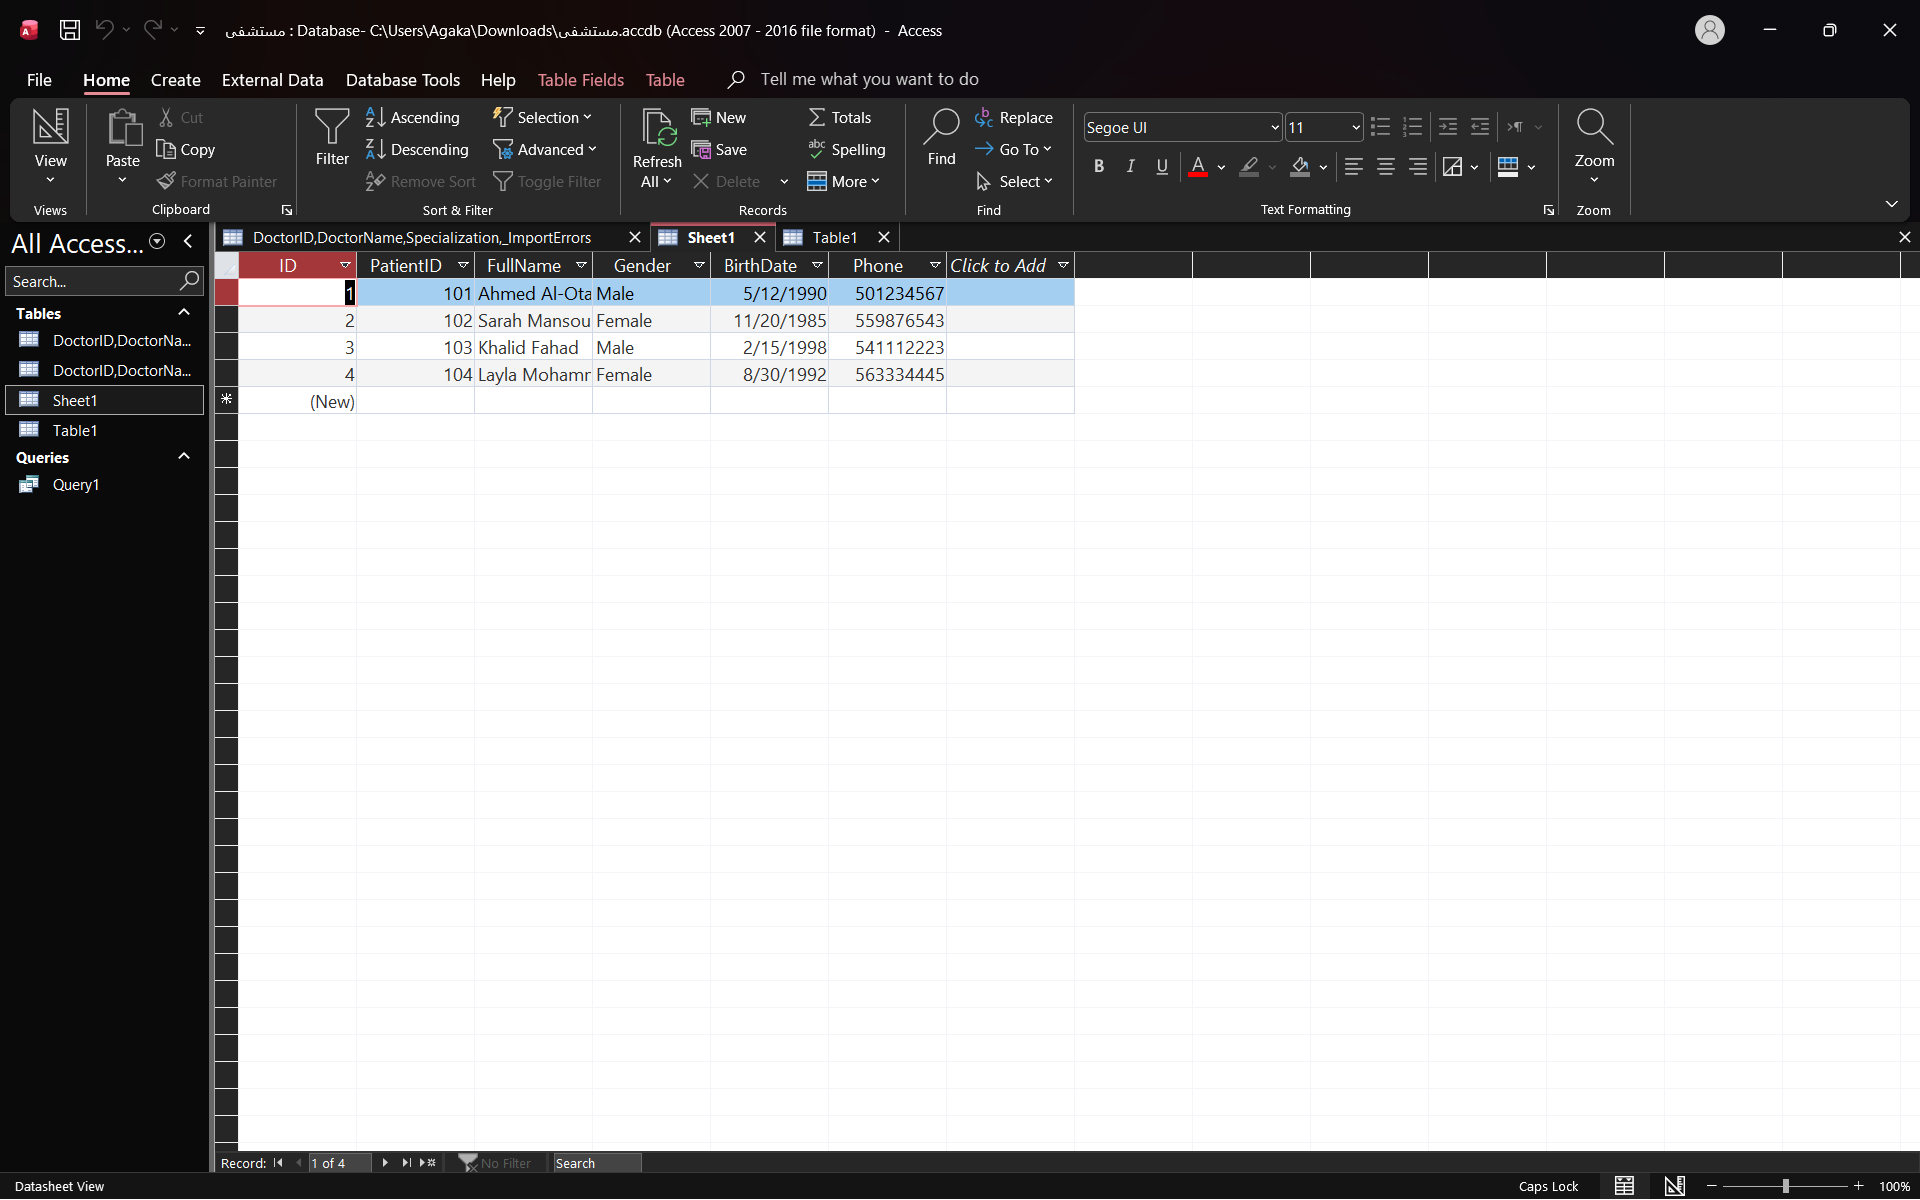 مستشفى : Database- C:\Users\Agaka\Downloads\مستشفى.accdb (Access 2007 - 2016 file format) - Access
File Home Create External Data Database Tools Help Table Fields Table Tell me what you want to do
View
Views
Paste
Cut
Copy
Format Painter
Clipboard
Filter
Ascending
Descending
Remove Sort
Selection
Advanced
Toggle Filter
Sort & Filter
Refresh
All
New
Save
Delete
Totals
Spelling
More
Records
Find
Replace
Go To
Select
Find
Segoe UI 11
B I U
Text Formatting
Zoom
Zoom
All Access...
Search...
Tables
DoctorID,DoctorNa...
DoctorID,DoctorNa...
Sheet1
Table1
Queries
Query1
DoctorID,DoctorName,Specialization,_ImportErrors Sheet1 Table1
ID PatientID FullName Gender BirthDate Phone Click to Add
1 101 Ahmed Al-Ota Male 5/12/1990 501234567
2 102 Sarah Mansou Female 11/20/1985 559876543
3 103 Khalid Fahad Male 2/15/1998 541112223
4 104 Layla Mohamm Female 8/30/1992 563334445
(New)
Record: 1 of 4 No Filter Search
Datasheet View Caps Lock 100%